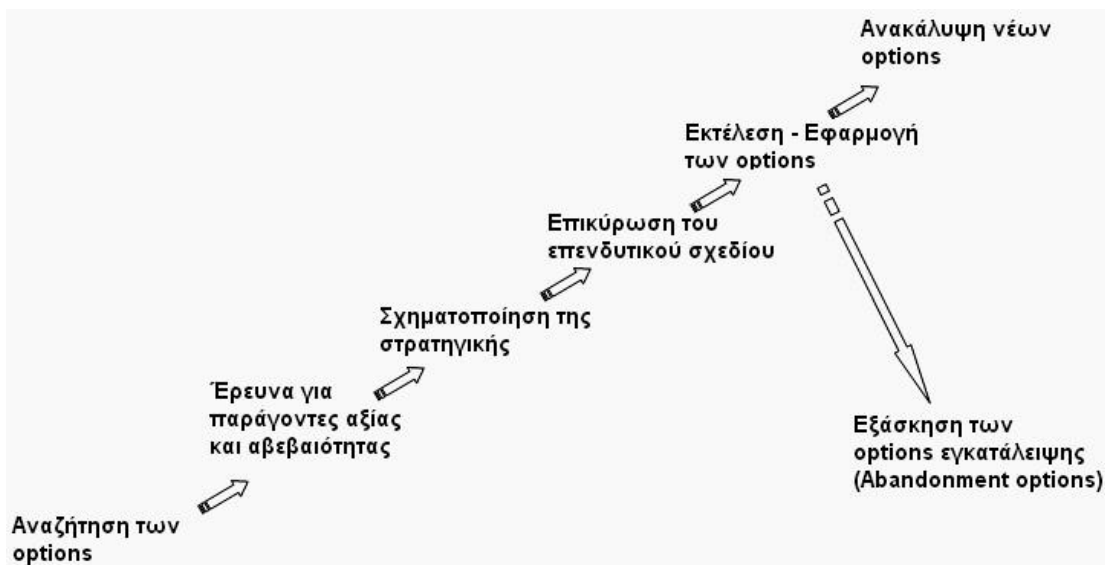 Ανακάλυψη νέων
options
Εκτέλεση - Εφαρμογή
των options
Επικύρωση του
επενδυτικού σχεδίου
Σχηματοποίηση της
στρατηγικής
Έρευνα για
παράγοντες αξίας
και αβεβαιότητας
Εξάσκηση των
options εγκατάλειψης
(Abandonment options)
Αναζήτηση των
options